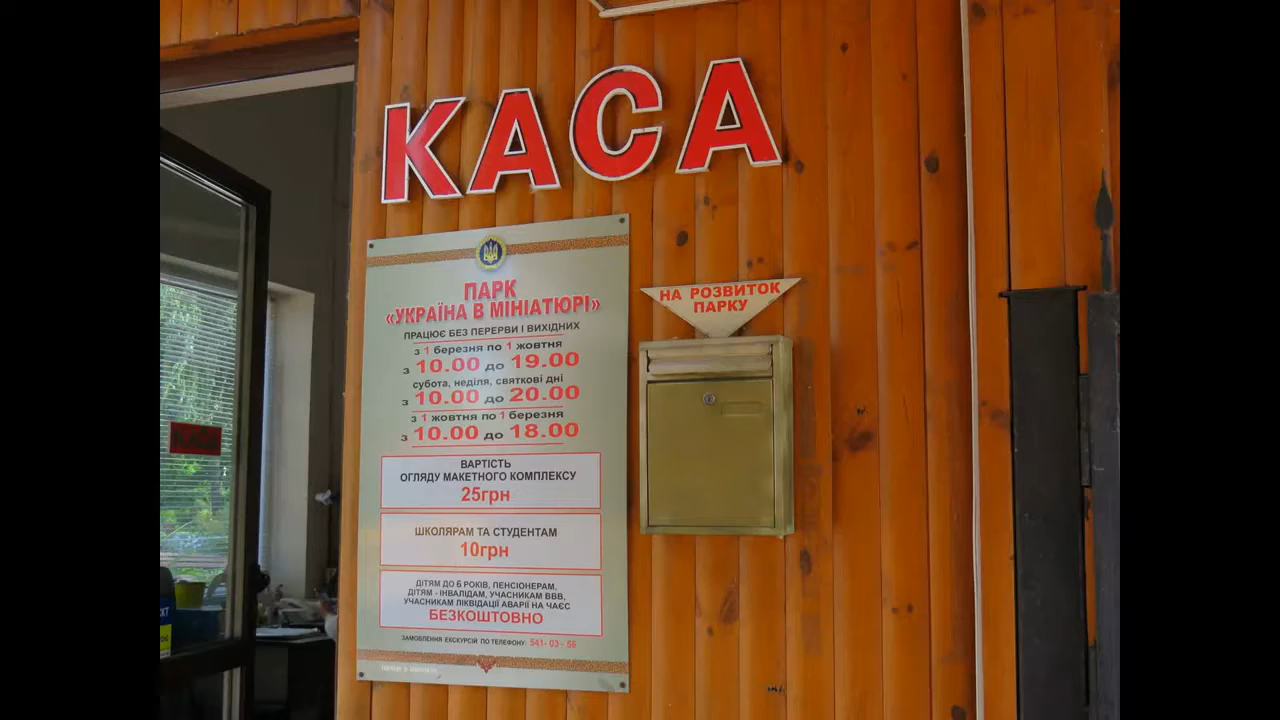 КАСА
ПАРК
«УКРАЇНА В МІНІАТЮРІ»
ПРАЦЮЄ БЕЗ ПЕРЕРВИ І ВИХІДНИХ
з 1 березня по 1 жовтня
з 10.00 до 19.00
субота, неділя, святкові дні
з 10.00 до 20.00
з 1 жовтня по 1 березня
з 10.00 до 18.00
ВАРТІСТЬ
ОГЛЯДУ МАКЕТНОГО КОМПЛЕКСУ
25грн
ШКОЛЯРАМ ТА СТУДЕНТАМ
10грн
ДІТЯМ ДО 6 РОКІВ, ПЕНСІОНЕРАМ,
ДІТЯМ - ІНВАЛІДАМ, УЧАСНИКАМ ВВВ,
УЧАСНИКАМ ЛІКВІДАЦІЇ АВАРІЇ НА ЧАЄС
БЕЗКОШТОВНО
ЗАМОВЛЕННЯ ЕКСКУРСІЙ ПО ТЕЛЕФОНУ: 541- 03 - 56
НА РОЗВИТОК
ПАРКУ
КАСА